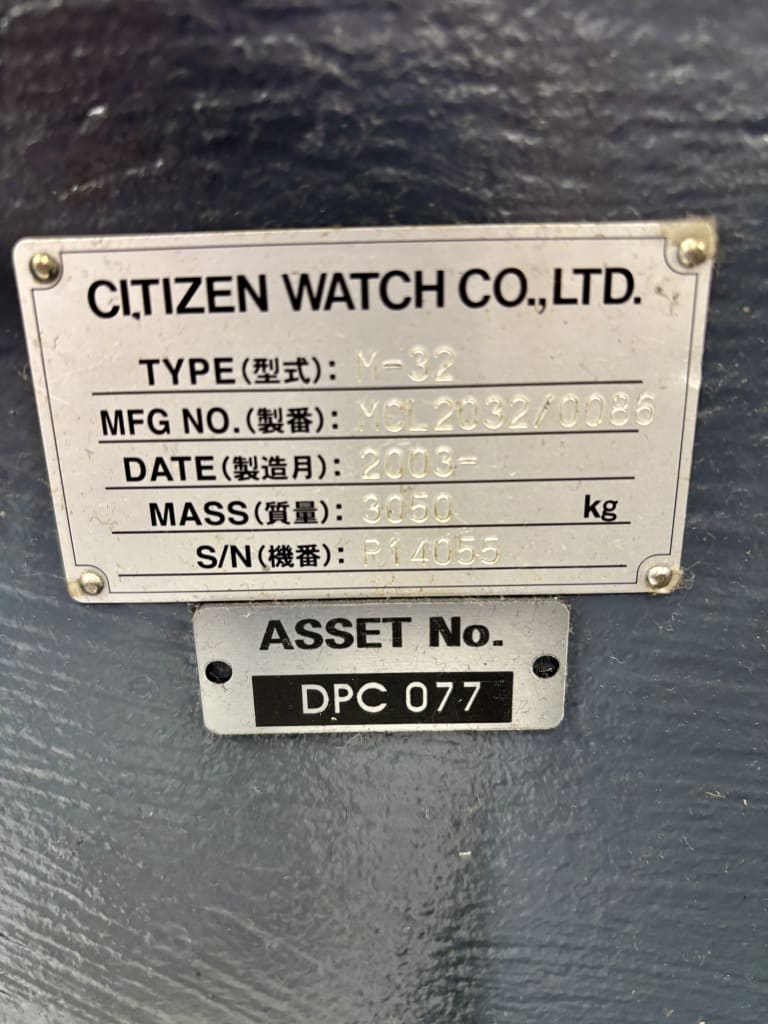 CITIZEN WATCH CO.,LTD.
TYPE(型式): M-32
MFG NO.(製番): MCL2032/0086
DATE(製造月): 2003-
MASS(質量): 3050 kg
S/N(機番): P14055
ASSET No.
DPC 077